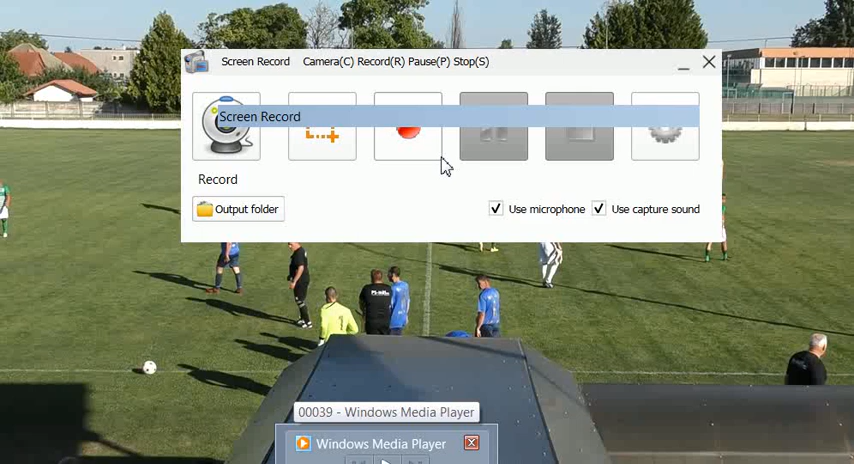 Screen Record Camera(C) Record(R) Pause(P) Stop(S)
Screen Record
Record
Output folder
Use microphone
Use capture sound
1
00039 - Windows Media Player
Windows Media Player